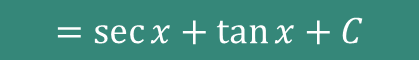 = sec x + tan x + C